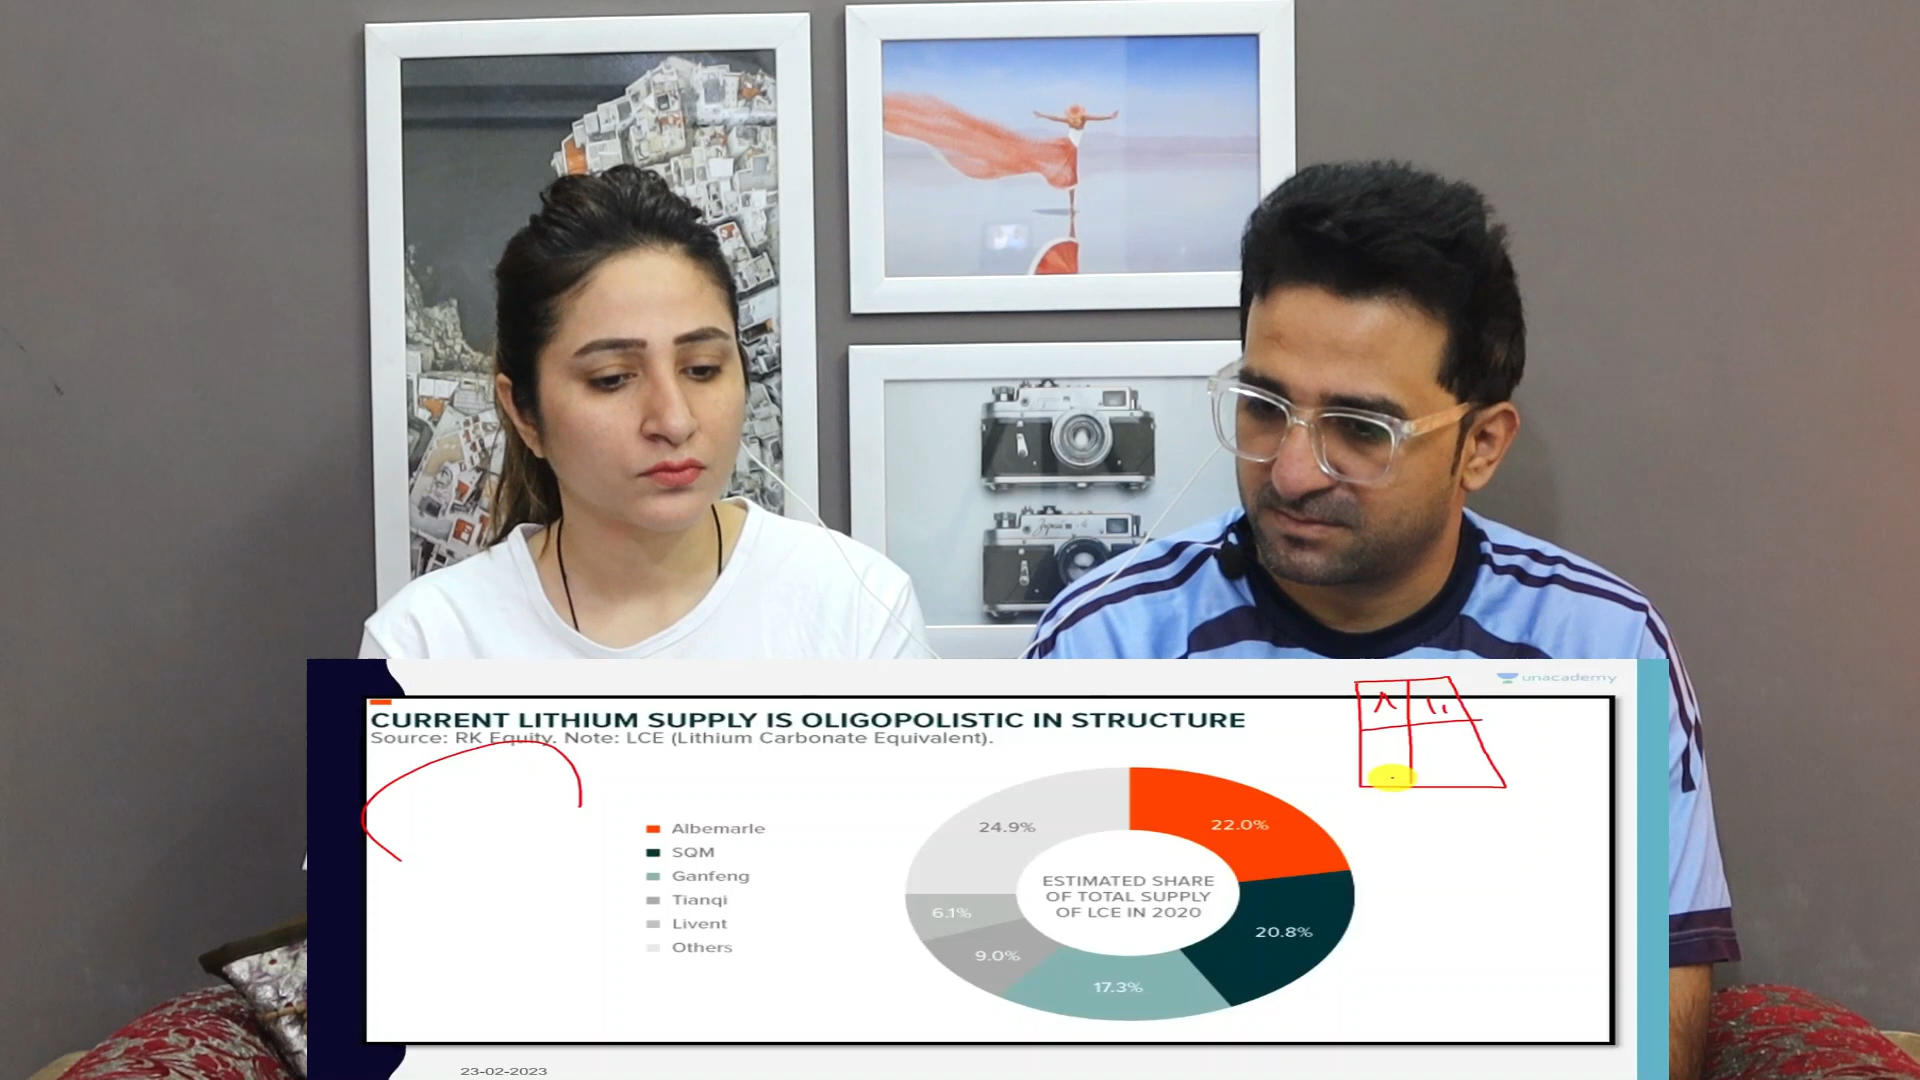 unacademy
CURRENT LITHIUM SUPPLY IS OLIGOPOLISTIC IN STRUCTURE
Source: RK Equity. Note: LCE (Lithium Carbonate Equivalent).
Albemarle
SQM
Ganfeng
Tianqi
Livent
Others
24.9%
22.0%
6.1%
20.8%
9.0%
17.3%
ESTIMATED SHARE
OF TOTAL SUPPLY
OF LCE IN 2020
23-02-2023